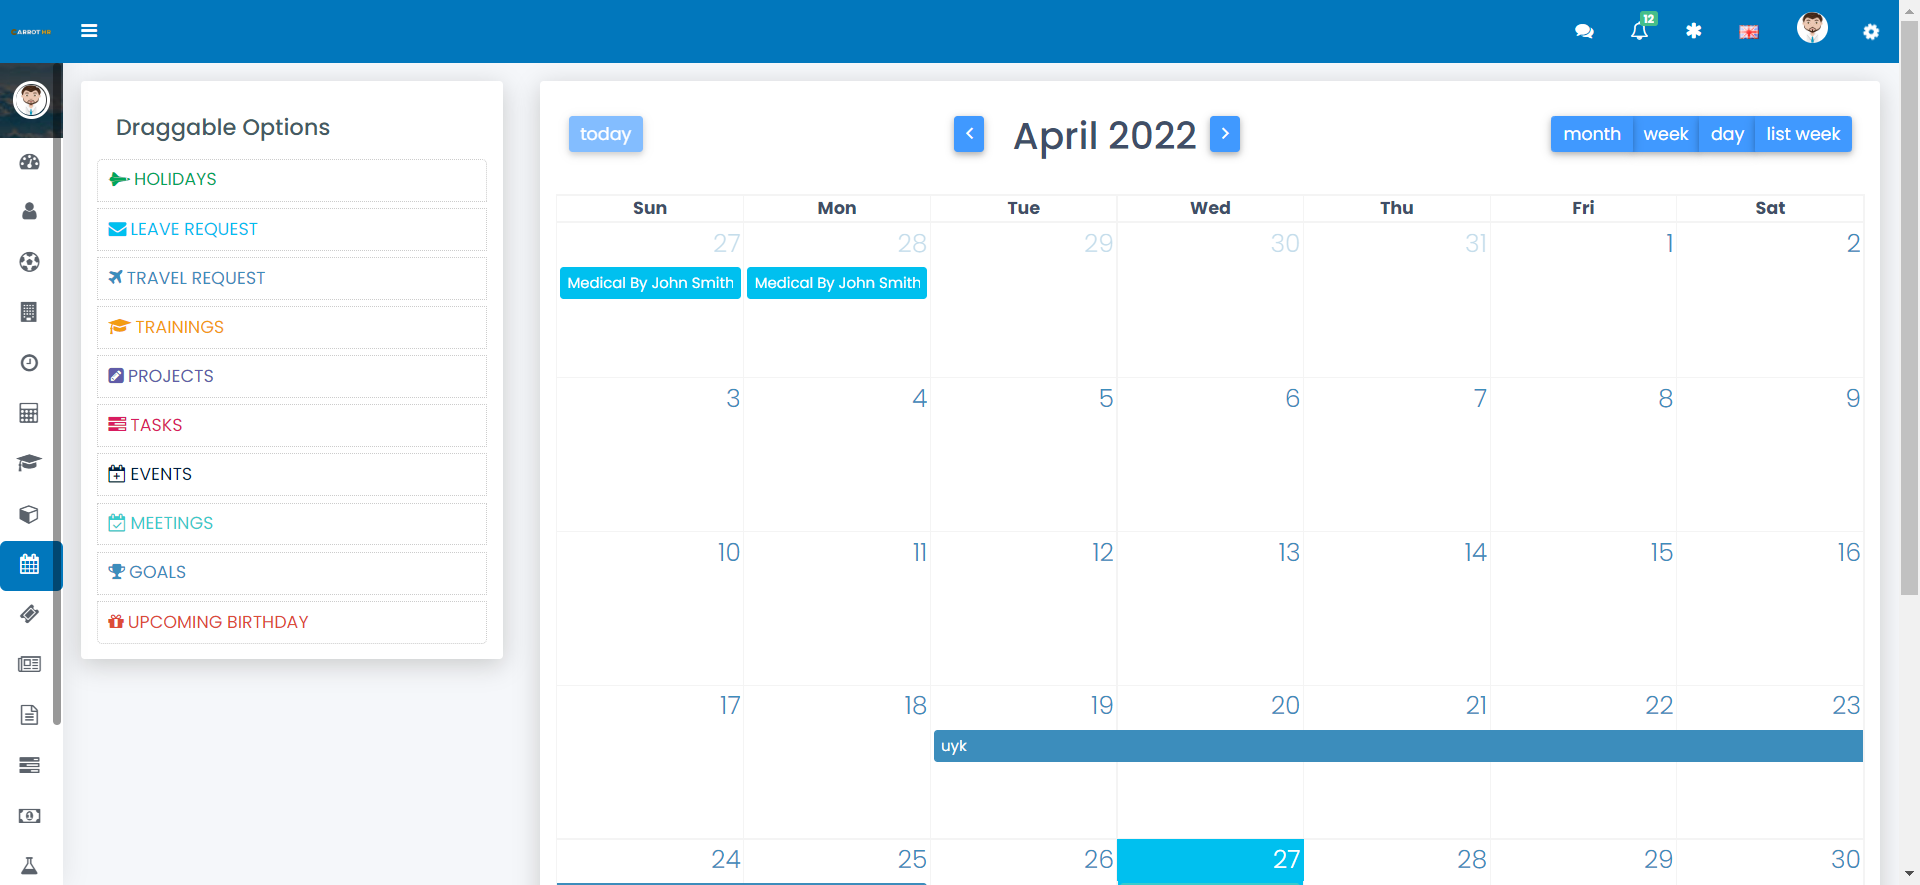 ARBOT HR
12
Draggable Options
HOLIDAYS
LEAVE REQUEST
TRAVEL REQUEST
TRAININGS
PROJECTS
TASKS
EVENTS
MEETINGS
GOALS
UPCOMING BIRTHDAY
today
April 2022
month week day list week
Sun Mon Tue Wed Thu Fri Sat
27 28 29 30 31 1 2
Medical By John Smith Medical By John Smith
3 4 5 6 7 8 9
10 11 12 13 14 15 16
17 18 19 20 21 22 23
uyk
24 25 26 27 28 29 30